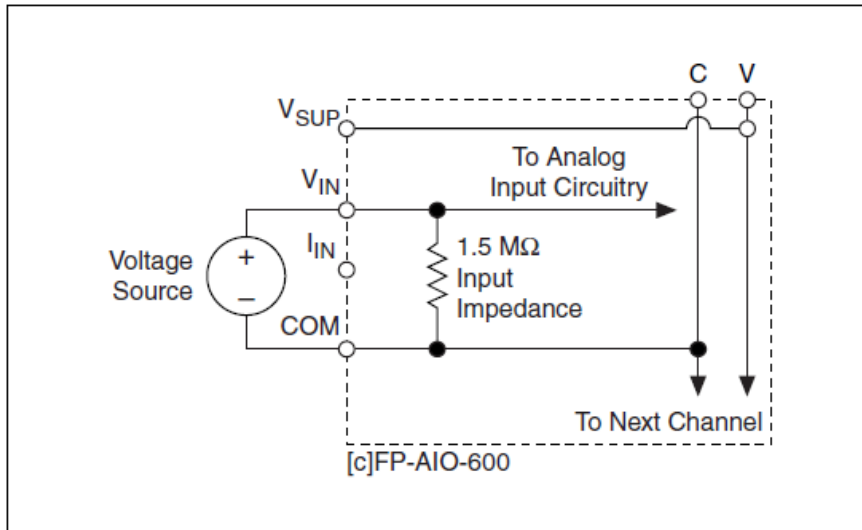 C V
VSUP
To Analog
Input Circuitry
VIN
IIN
1.5 MΩ
Input
Impedance
Voltage
Source
+
–
COM
To Next Channel
[c]FP-AIO-600